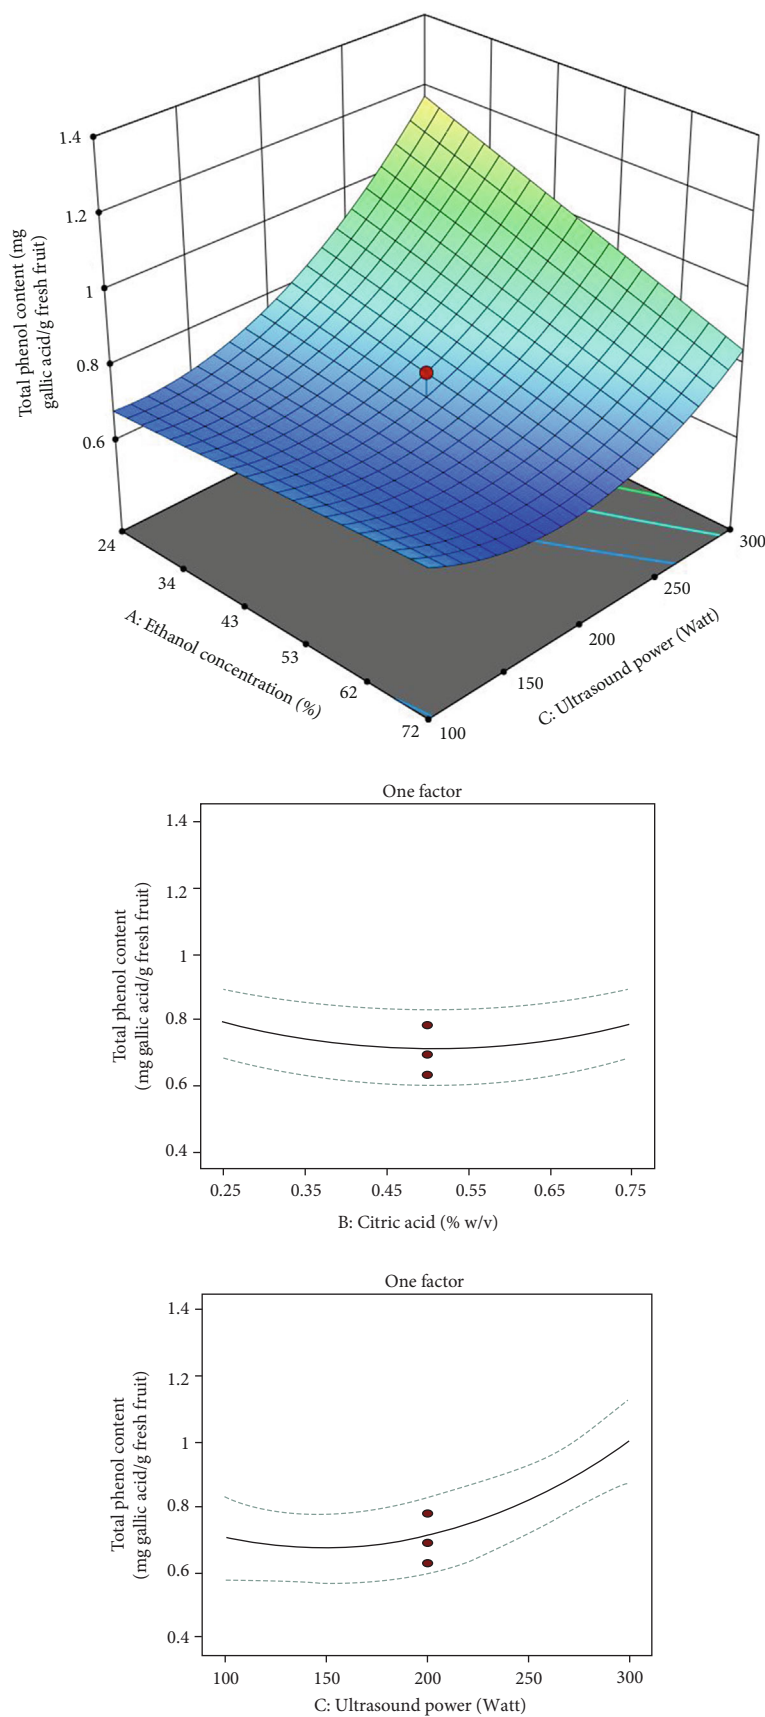 1.4
1.2
1
0.8
0.6
Total phenol content (mg
gallic acid/g fresh fruit)
24
34
43
53
62
72
A: Ethanol concentration (%)
100
150
200
250
300
C: Ultrasound power (Watt)
One factor
1.4
1.2
1
0.8
0.6
0.4
Total phenol content
(mg gallic acid/g fresh fruit)
0.25 0.35 0.45 0.55 0.65 0.75
B: Citric acid (% w/v)
One factor
1.4
1.2
1
0.8
0.6
0.4
Total phenol content
(mg gallic acid/g fresh fruit)
100 150 200 250 300
C: Ultrasound power (Watt)